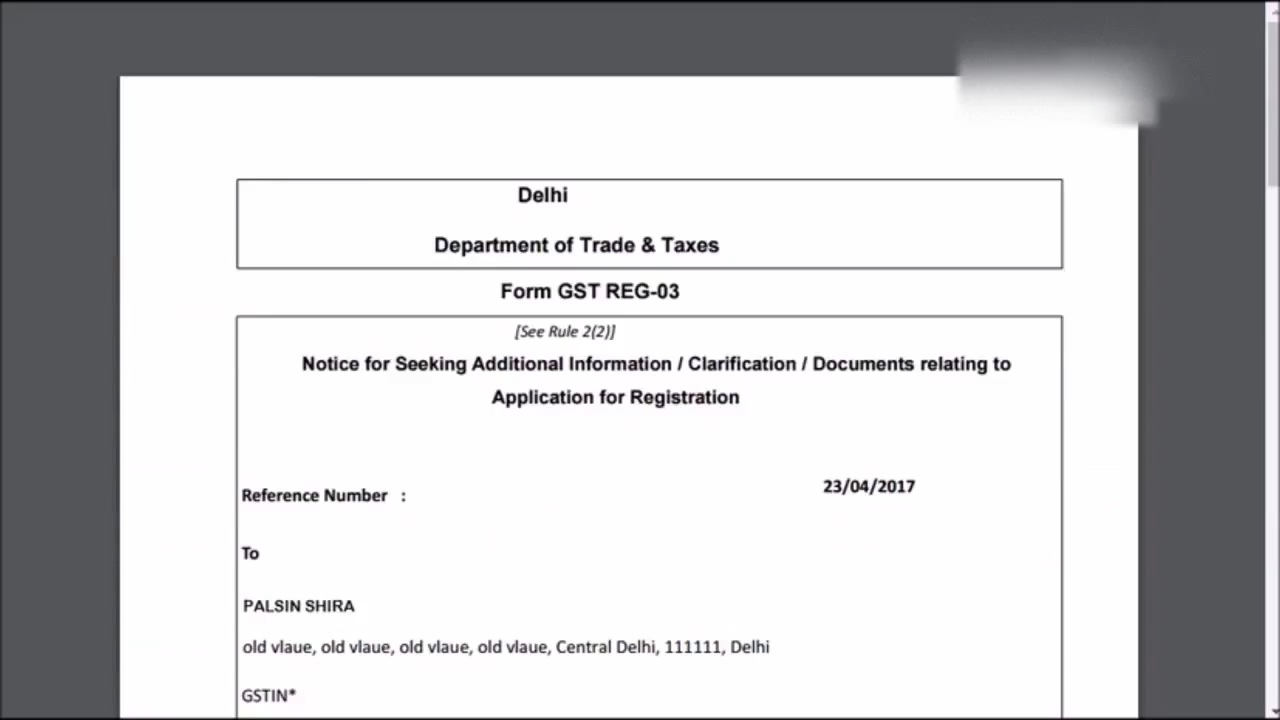 Delhi
Department of Trade & Taxes
Form GST REG-03
[See Rule 2(2)]
Notice for Seeking Additional Information / Clarification / Documents relating to
Application for Registration
23/04/2017
Reference Number :
To
PALSIN SHIRA
old vlaue, old vlaue, old vlaue, old vlaue, Central Delhi, 111111, Delhi
GSTIN*